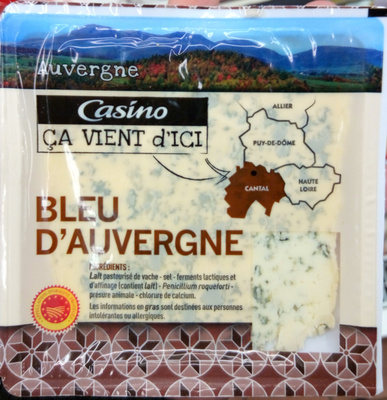 Auvergne
Casino
ÇA VIENT d'ICI
ALLIER
PUY-DE-DÔME
CANTAL
HAUTE
LOIRE
BLEU
D'AUVERGNE
INGRÉDIENTS :
Lait pasteurisé de vache - sel - ferments lactiques et
d'affinage (contient lait) - Penicillium roqueforti -
présure animale - chlorure de calcium.
Les informations en gras sont destinées aux personnes
intolérantes ou allergiques.